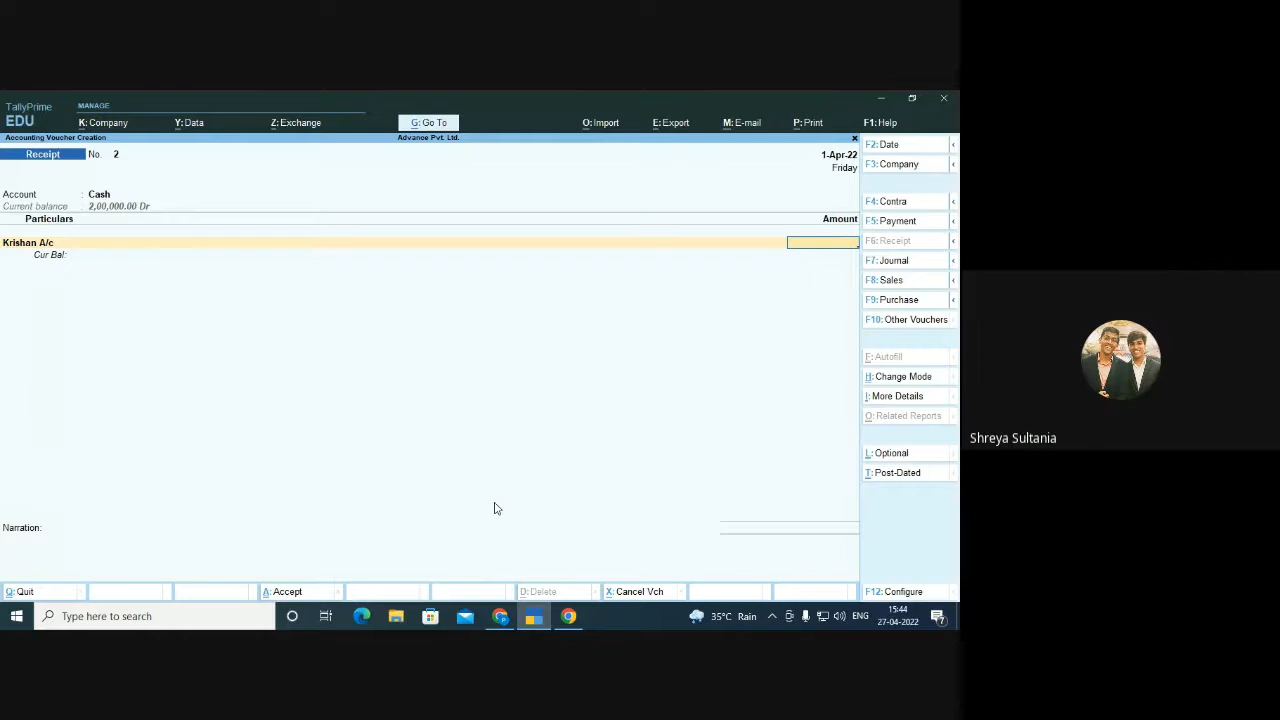 TallyPrime
EDU
MANAGE
K: Company
Y: Data
Z: Exchange
G: Go To
O: Import
E: Export
M: E-mail
P: Print
F1: Help
Accounting Voucher Creation
Advance Pvt. Ltd.
Receipt No. 2
1-Apr-22
Friday
Account : Cash
Current balance : 2,00,000.00 Dr
Particulars
Amount
Krishan A/c
Cur Bal:
Narration:
F2: Date
F3: Company
F4: Contra
F5: Payment
F6: Receipt
F7: Journal
F8: Sales
F9: Purchase
F10: Other Vouchers
F: Autofill
H: Change Mode
I: More Details
O: Related Reports
L: Optional
T: Post-Dated
Q: Quit
A: Accept
D: Delete
X: Cancel Vch
F12: Configure
Type here to search
35°C Rain
ENG
15:44
27-04-2022
7
Shreya Sultania